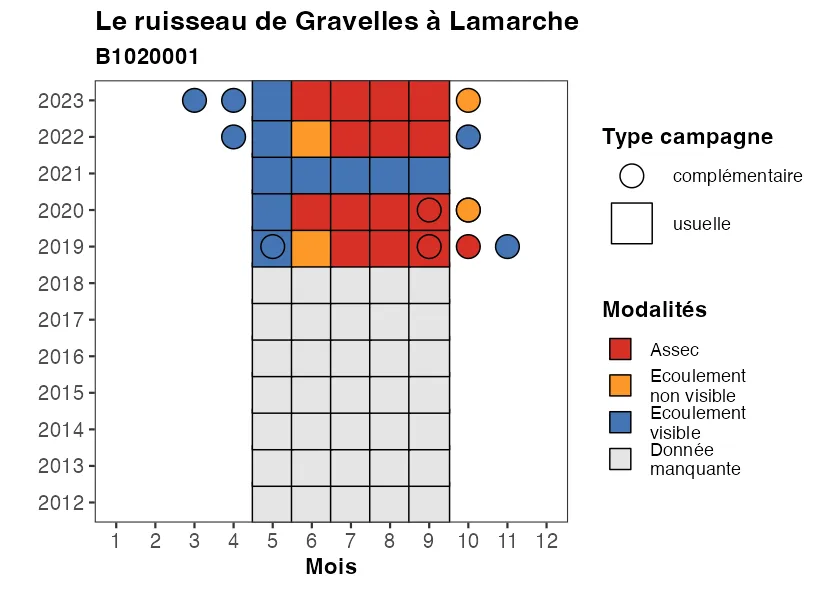 Le ruisseau de Gravelles à Lamarche
B1020001
2023
2022
2021
2020
2019
2018
2017
2016
2015
2014
2013
2012
1 2 3 4 5 6 7 8 9 10 11 12
Mois
Type campagne
complémentaire
usuelle
Modalités
Assec
Ecoulement
non visible
Ecoulement
visible
Donnée
manquante